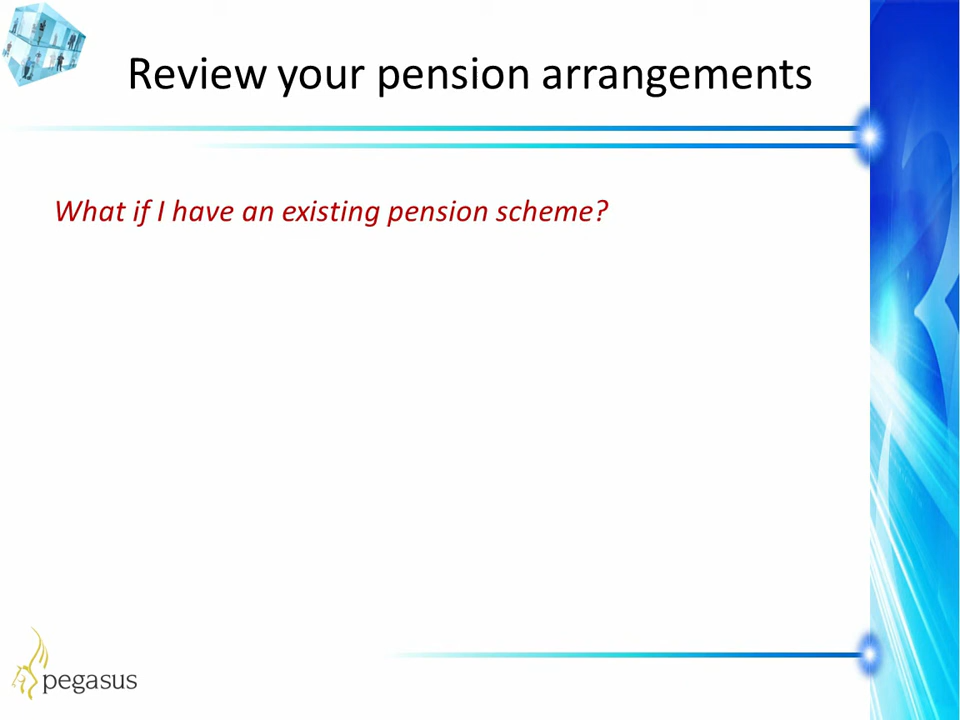 Review your pension arrangements
What if I have an existing pension scheme?
pegasus